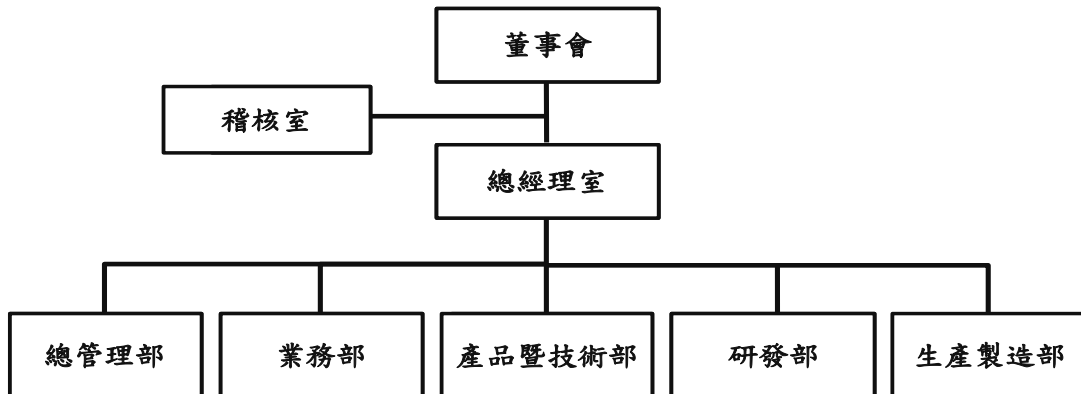 董事會
稽核室
總經理室
總管理部
業務部
產品暨技術部
研發部
生產製造部